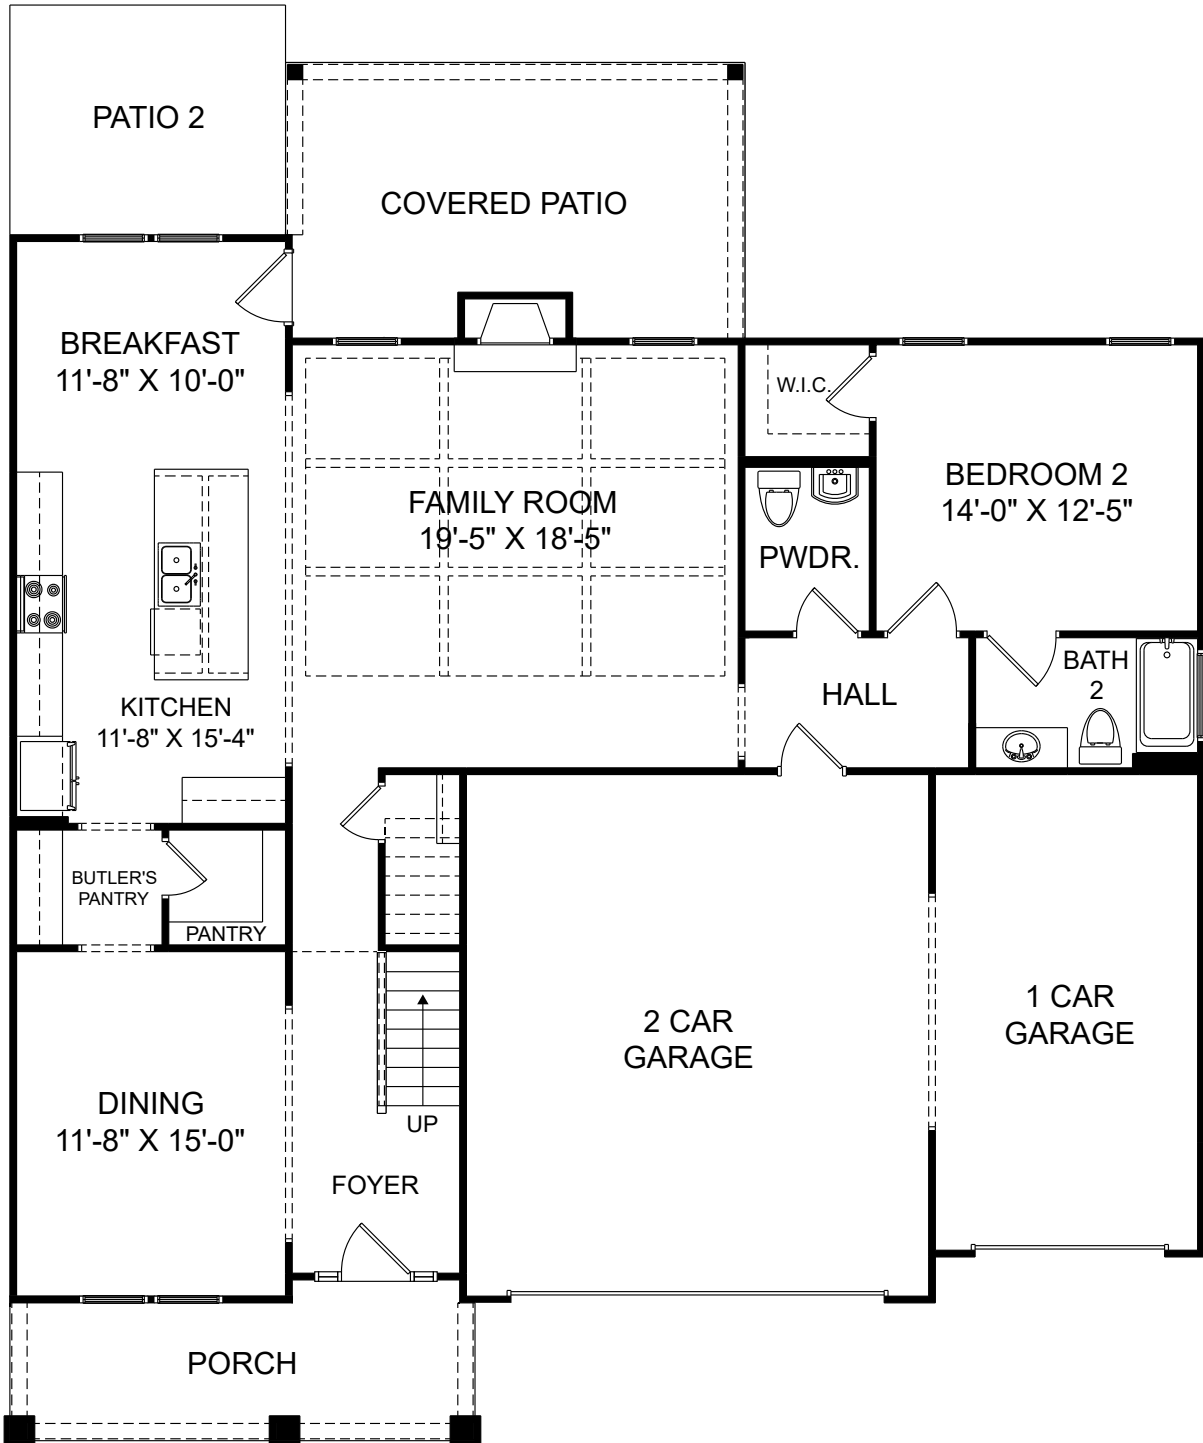 PATIO 2
COVERED PATIO
BREAKFAST
11'-8" X 10'-0"
W.I.C.
FAMILY ROOM
19'-5" X 18'-5"
BEDROOM 2
14'-0" X 12'-5"
PWDR.
KITCHEN
11'-8" X 15'-4"
HALL
BATH
2
BUTLER'S
PANTRY
PANTRY
2 CAR
GARAGE
1 CAR
GARAGE
DINING
11'-8" X 15'-0"
UP
FOYER
PORCH